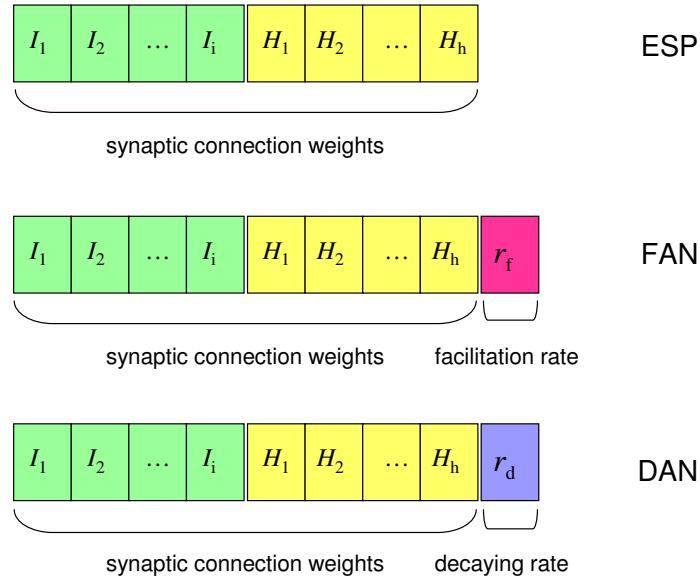 I1 I2 … Ii H1 H2 … Hh ESP
synaptic connection weights
I1 I2 … Ii H1 H2 … Hh rf FAN
synaptic connection weights facilitation rate
I1 I2 … Ii H1 H2 … Hh rd DAN
synaptic connection weights decaying rate